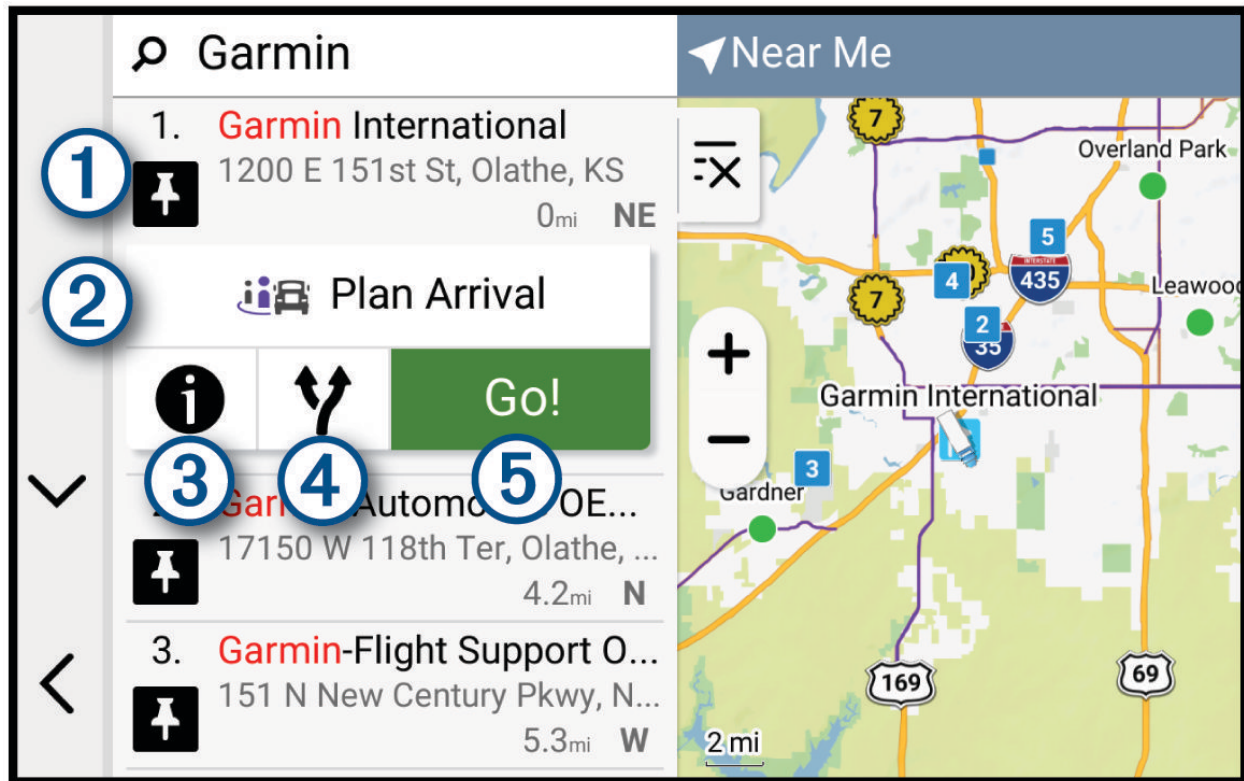 Garmin
1. Garmin International
1200 E 151st St, Olathe, KS
0mi NE
1
2
Plan Arrival
Go!
3
4
5
OE...
17150 W 118th Ter, Olathe, ...
4.2mi N
3. Garmin-Flight Support O...
151 N New Century Pkwy, N...
5.3mi W
Near Me
7
Overland Park
5
4
INTERSTATE
435
Leawood
7
2
35
Garmin International
3
Gardner
169
69
2 mi